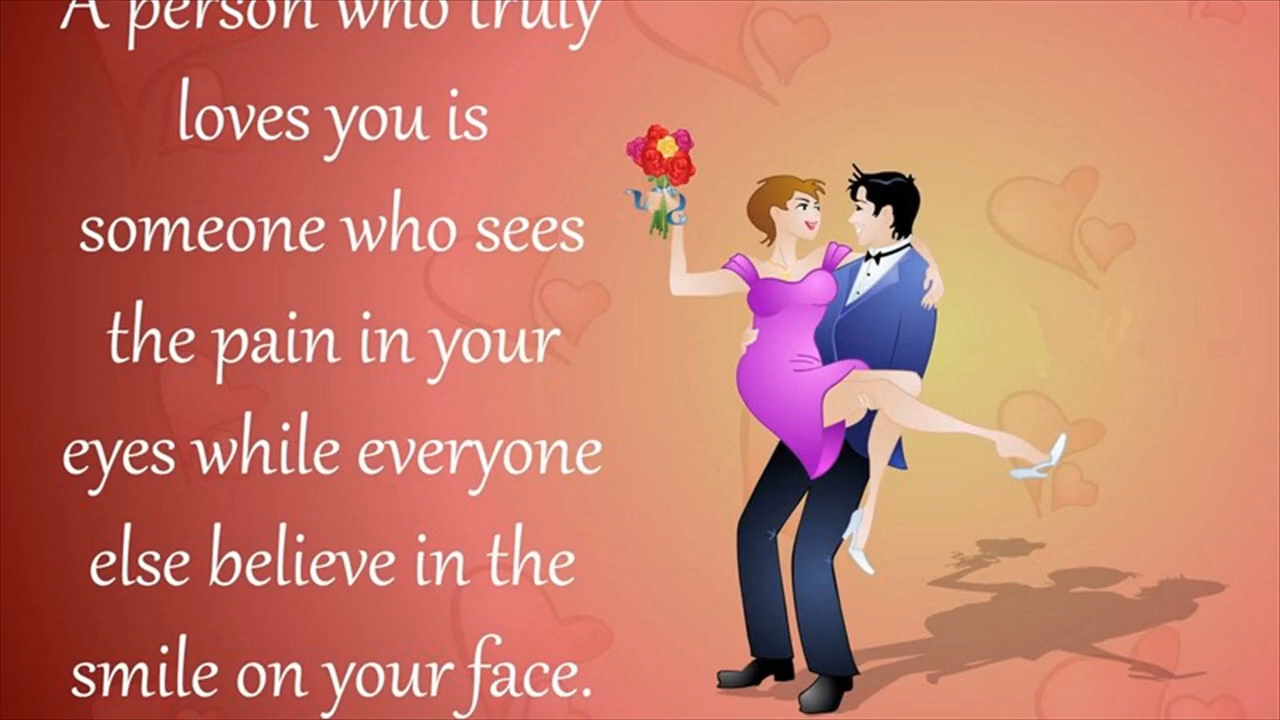 A person who truly
loves you is
someone who sees
the pain in your
eyes while everyone
else believe in the
smile on your face.